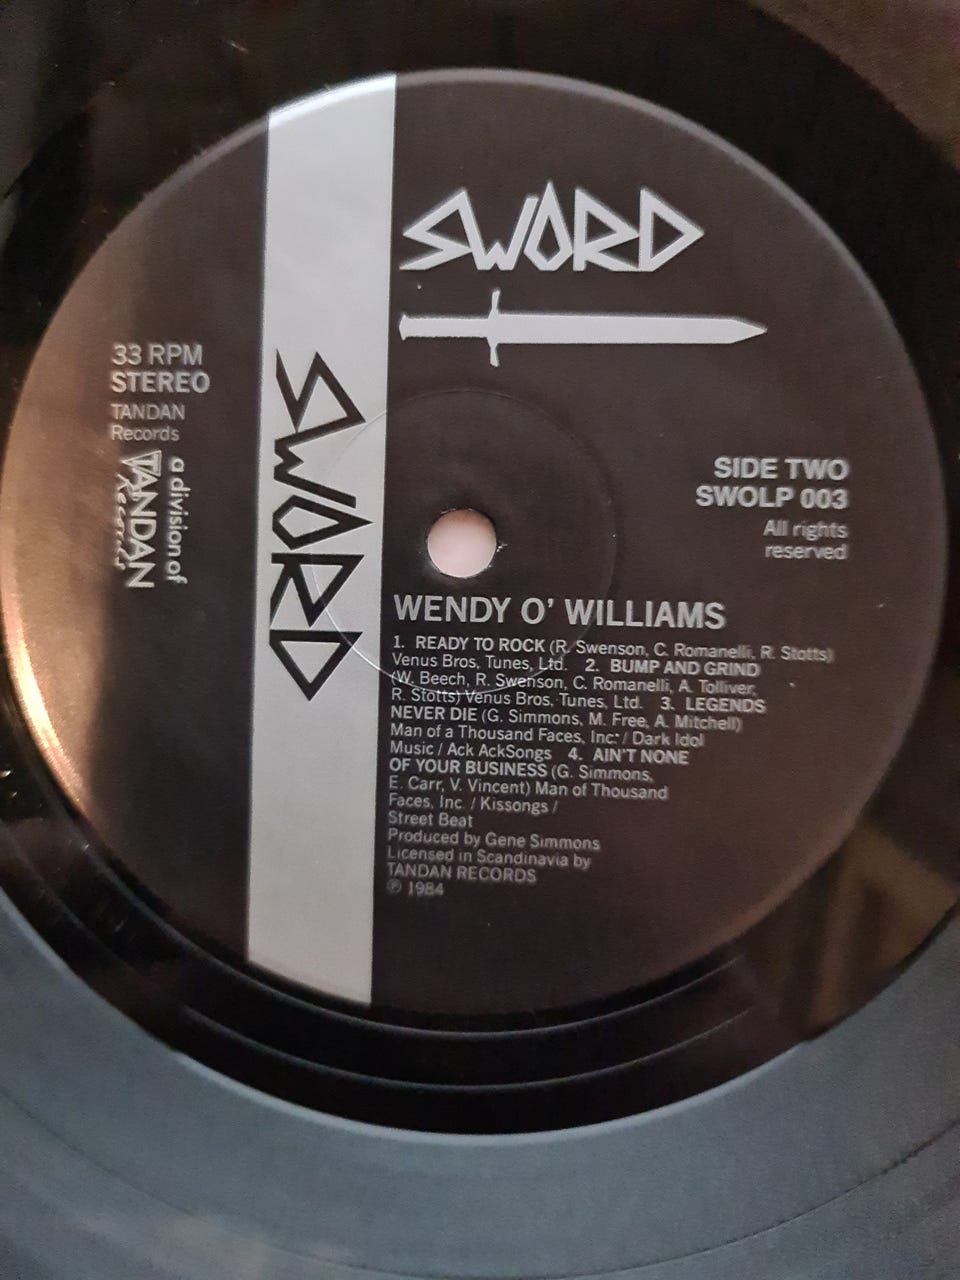 SWORD
SWORD
33 RPM
STEREO
TANDAN
Records
a division of
TANDAN
Records
SIDE TWO
SWOLP 003
All rights
reserved
WENDY O' WILLIAMS
1. READY TO ROCK (R. Swenson, C. Romanelli, R. Stotts)
Venus Bros, Tunes, Ltd. 2. BUMP AND GRIND
(W. Beech, R. Swenson, C. Romanelli, A. Tolliver,
R. Stotts) Venus Bros, Tunes, Ltd. 3. LEGENDS
NEVER DIE (G. Simmons, M. Free, A. Mitchell)
Man of a Thousand Faces, Inc. / Dark Idol
Music / Ack AckSongs 4. AIN'T NONE
OF YOUR BUSINESS (G. Simmons,
E. Carr, V. Vincent) Man of Thousand
Faces, Inc. / Kissongs /
Street Beat
Produced by Gene Simmons
Licensed in Scandinavia by
TANDAN RECORDS
℗ 1984